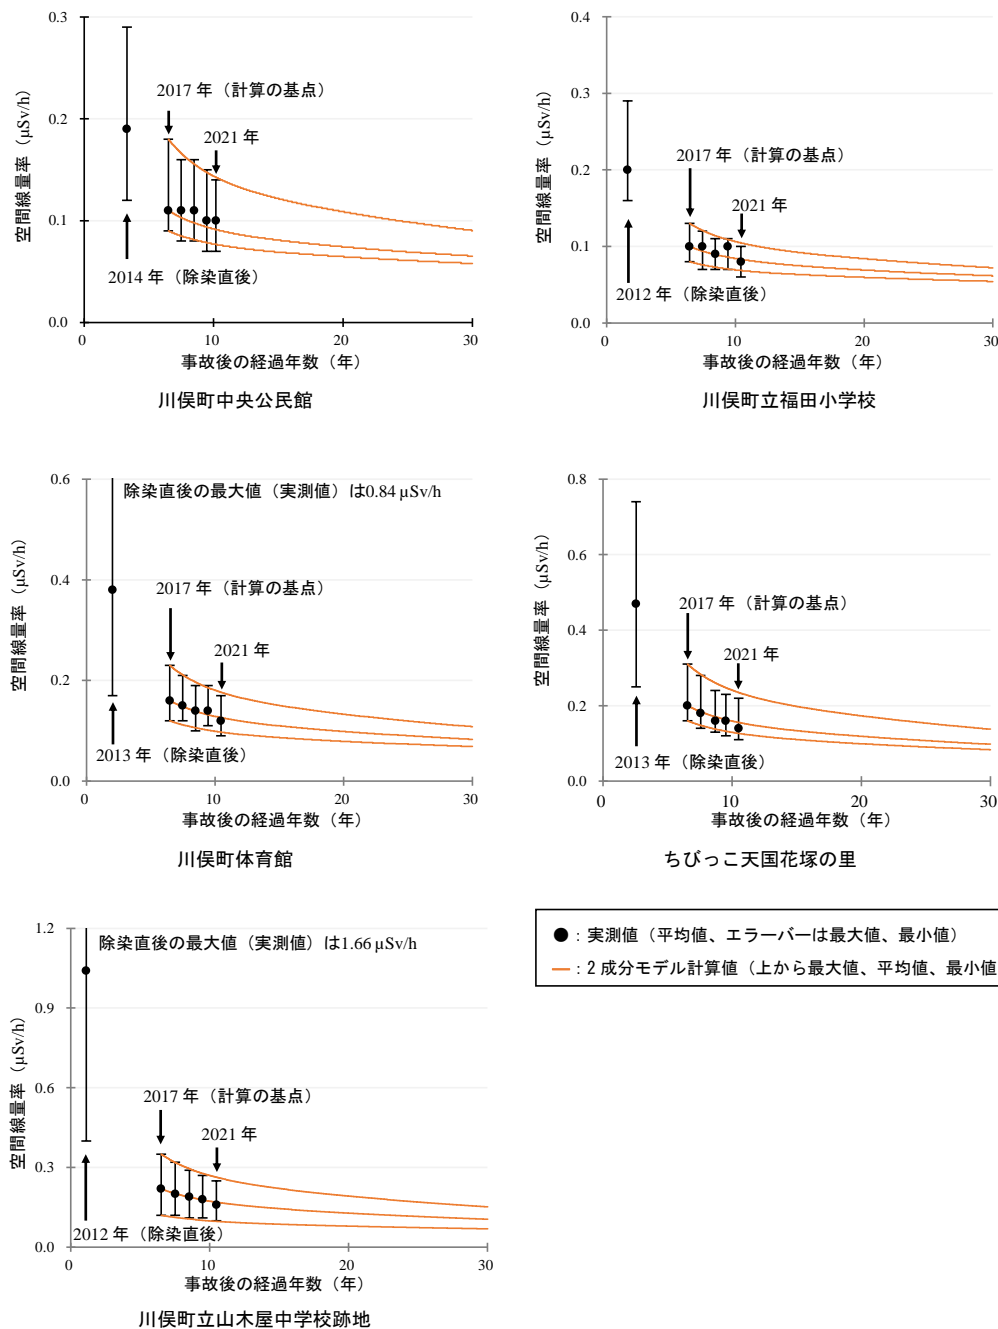 0.3
0.2
0.1
0.0
空間線量率（μSv/h）
2017 年（計算の基点）
2021 年
2014 年（除染直後）
0 10 20 30
事故後の経過年数（年）
川俣町中央公民館
0.4
0.3
0.2
0.1
0.0
空間線量率（μSv/h）
2017 年（計算の基点）
2021 年
2012 年（除染直後）
0 10 20 30
事故後の経過年数（年）
川俣町立福田小学校
0.6
0.4
0.2
0.0
空間線量率（μSv/h）
除染直後の最大値（実測値）は0.84 μSv/h
2017 年（計算の基点）
2021 年
2013 年（除染直後）
0 10 20 30
事故後の経過年数（年）
川俣町体育館
0.8
0.6
0.4
0.2
0.0
空間線量率（μSv/h）
2017 年（計算の基点）
2021 年
2013 年（除染直後）
0 10 20 30
事故後の経過年数（年）
ちびっこ天国花塚の里
1.2
0.9
0.6
0.3
0.0
空間線量率（μSv/h）
除染直後の最大値（実測値）は1.66 μSv/h
2017 年（計算の基点）
2021 年
2012 年（除染直後）
0 10 20 30
事故後の経過年数（年）
川俣町立山木屋中学校跡地
●：実測値（平均値、エラーバーは最大値、最小値）
―：2 成分モデル計算値（上から最大値、平均値、最小値